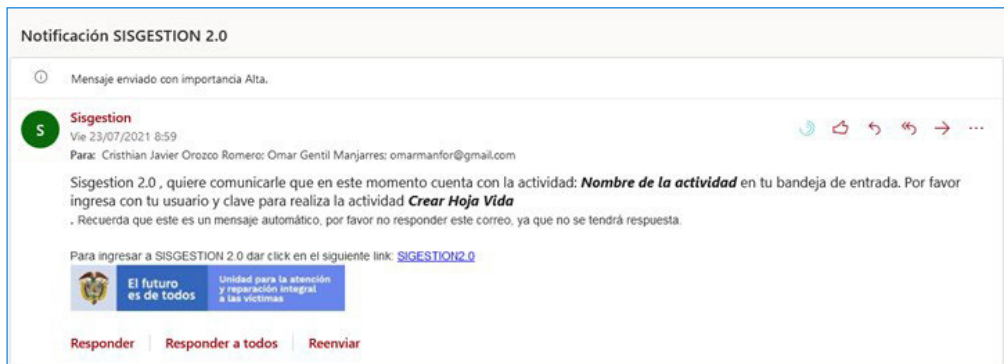 Notificación SISGESTION 2.0
Mensaje enviado con importancia Alta.
S
Sisgestion
Vie 23/07/2021 8:59
Para: Cristhian Javier Orozco Romero; Omar Gentil Manjarres; omarmanfor@gmail.com
Sisgestion 2.0 , quiere comunicarle que en este momento cuenta con la actividad: Nombre de la actividad en tu bandeja de entrada. Por favor
ingresa con tu usuario y clave para realiza la actividad Crear Hoja Vida
. Recuerda que este es un mensaje automático, por favor no responder este correo, ya que no se tendrá respuesta.
Para ingresar a SISGESTION 2.0 dar click en el siguiente link: SIGESTION2.0
El futuro
es de todos
Unidad para la atención
y reparación integral
a las víctimas
Responder
Responder a todos
Reenviar